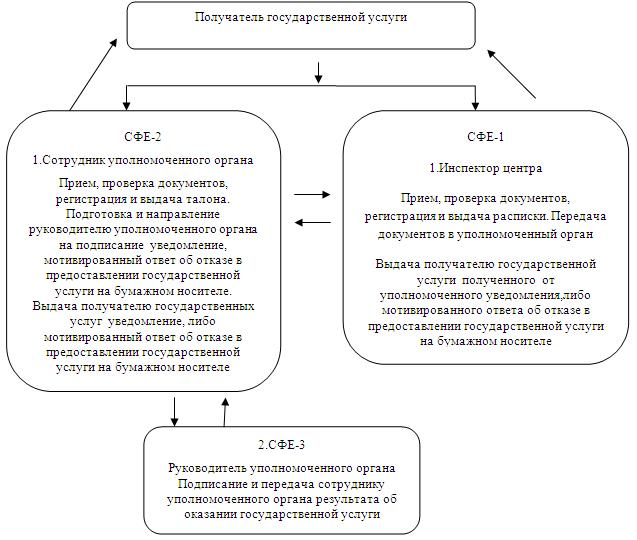 Получатель государственной услуги
СФЕ-2
1.Сотрудник уполномоченного органа
Прием, проверка документов,
регистрация и выдача талона.
Подготовка и направление
руководителю уполномоченого органа
на подписание уведомление,
мотивированный ответ об отказе в
предоставлении государственной
услуги на бумажном носителе.
Выдача получателю государственных
услуг уведомление, либо
мотивированный ответ об отказе в
предоставлении государственной
услуги на бумажном носителе
СФЕ-1
1.Инспектор центра
Прием, проверка документов,
регистрация и выдача расписки. Передача
документов в уполномоченный орган
Выдача получателю государственной
услуги полученного от
уполномоченного уведомления,либо
мотивированного ответа об отказе в
предоставлении государственной услуги
на бумажном носителе
2.СФЕ-3
Руководитель уполномоченного органа
Подписание и передача сотруднику
уполномоченного органа результата об
оказании государственной услуги